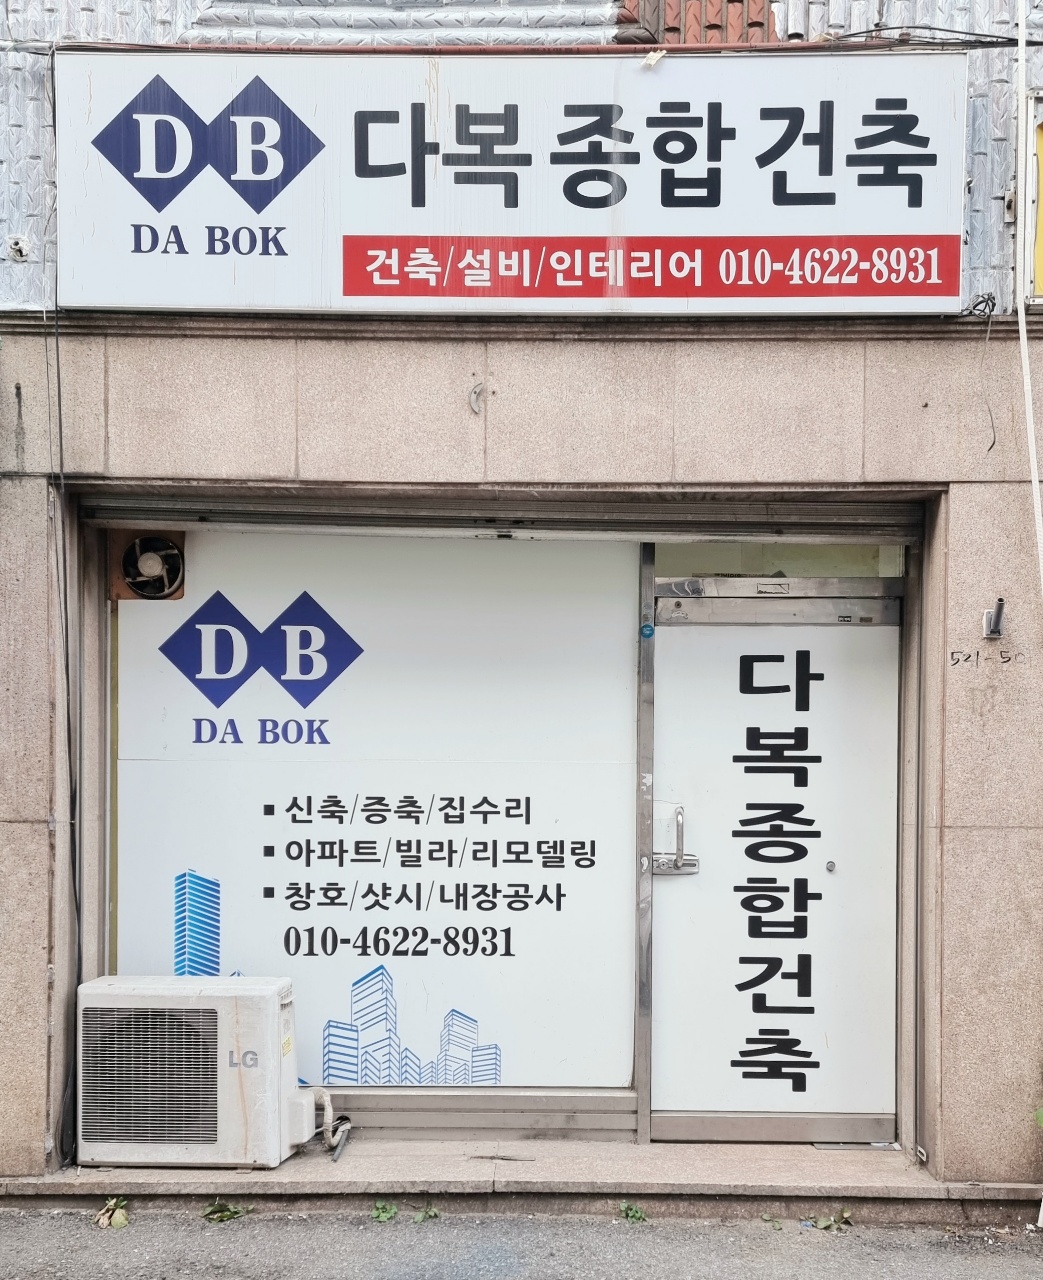 DB
DA BOK
다복 종합 건축
건축/설비/인테리어 010-4622-8931
DB
DA BOK
▪ 신축/증축/집수리
▪ 아파트/빌라/리모델링
▪ 창호/샷시/내장공사
010-4622-8931
LG
다복종합건축
521-50